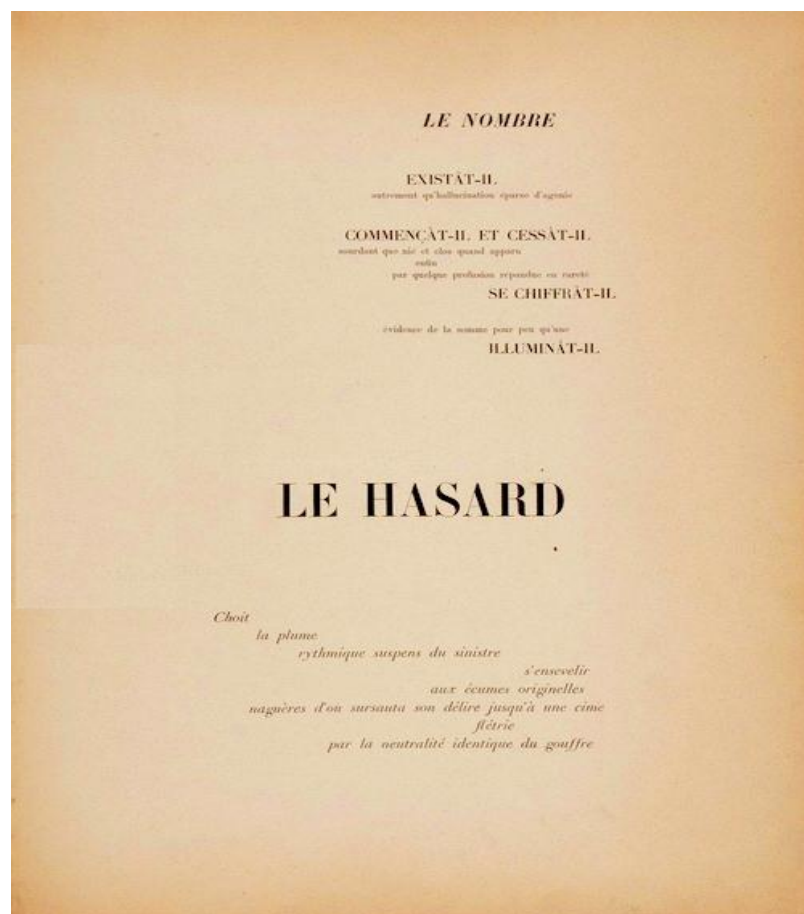 LE NOMBRE
EXISTÂT-IL
autrement qu'hallucination éparse d'agonie
COMMENÇÂT-IL ET CESSÂT-IL
sourdant que nié et clos quand apparu
enfin
par quelque profusion répandue en rareté
SE CHIFFRÂT-IL
évidence de la somme pour peu qu'une
ILLUMINÂT-IL
LE HASARD
Choit
la plume
rythmique suspens du sinistre
s'ensevelir
aux écumes originelles
naguères d'où sursauta son délire jusqu'à une cime
flétrie
par la neutralité identique du gouffre